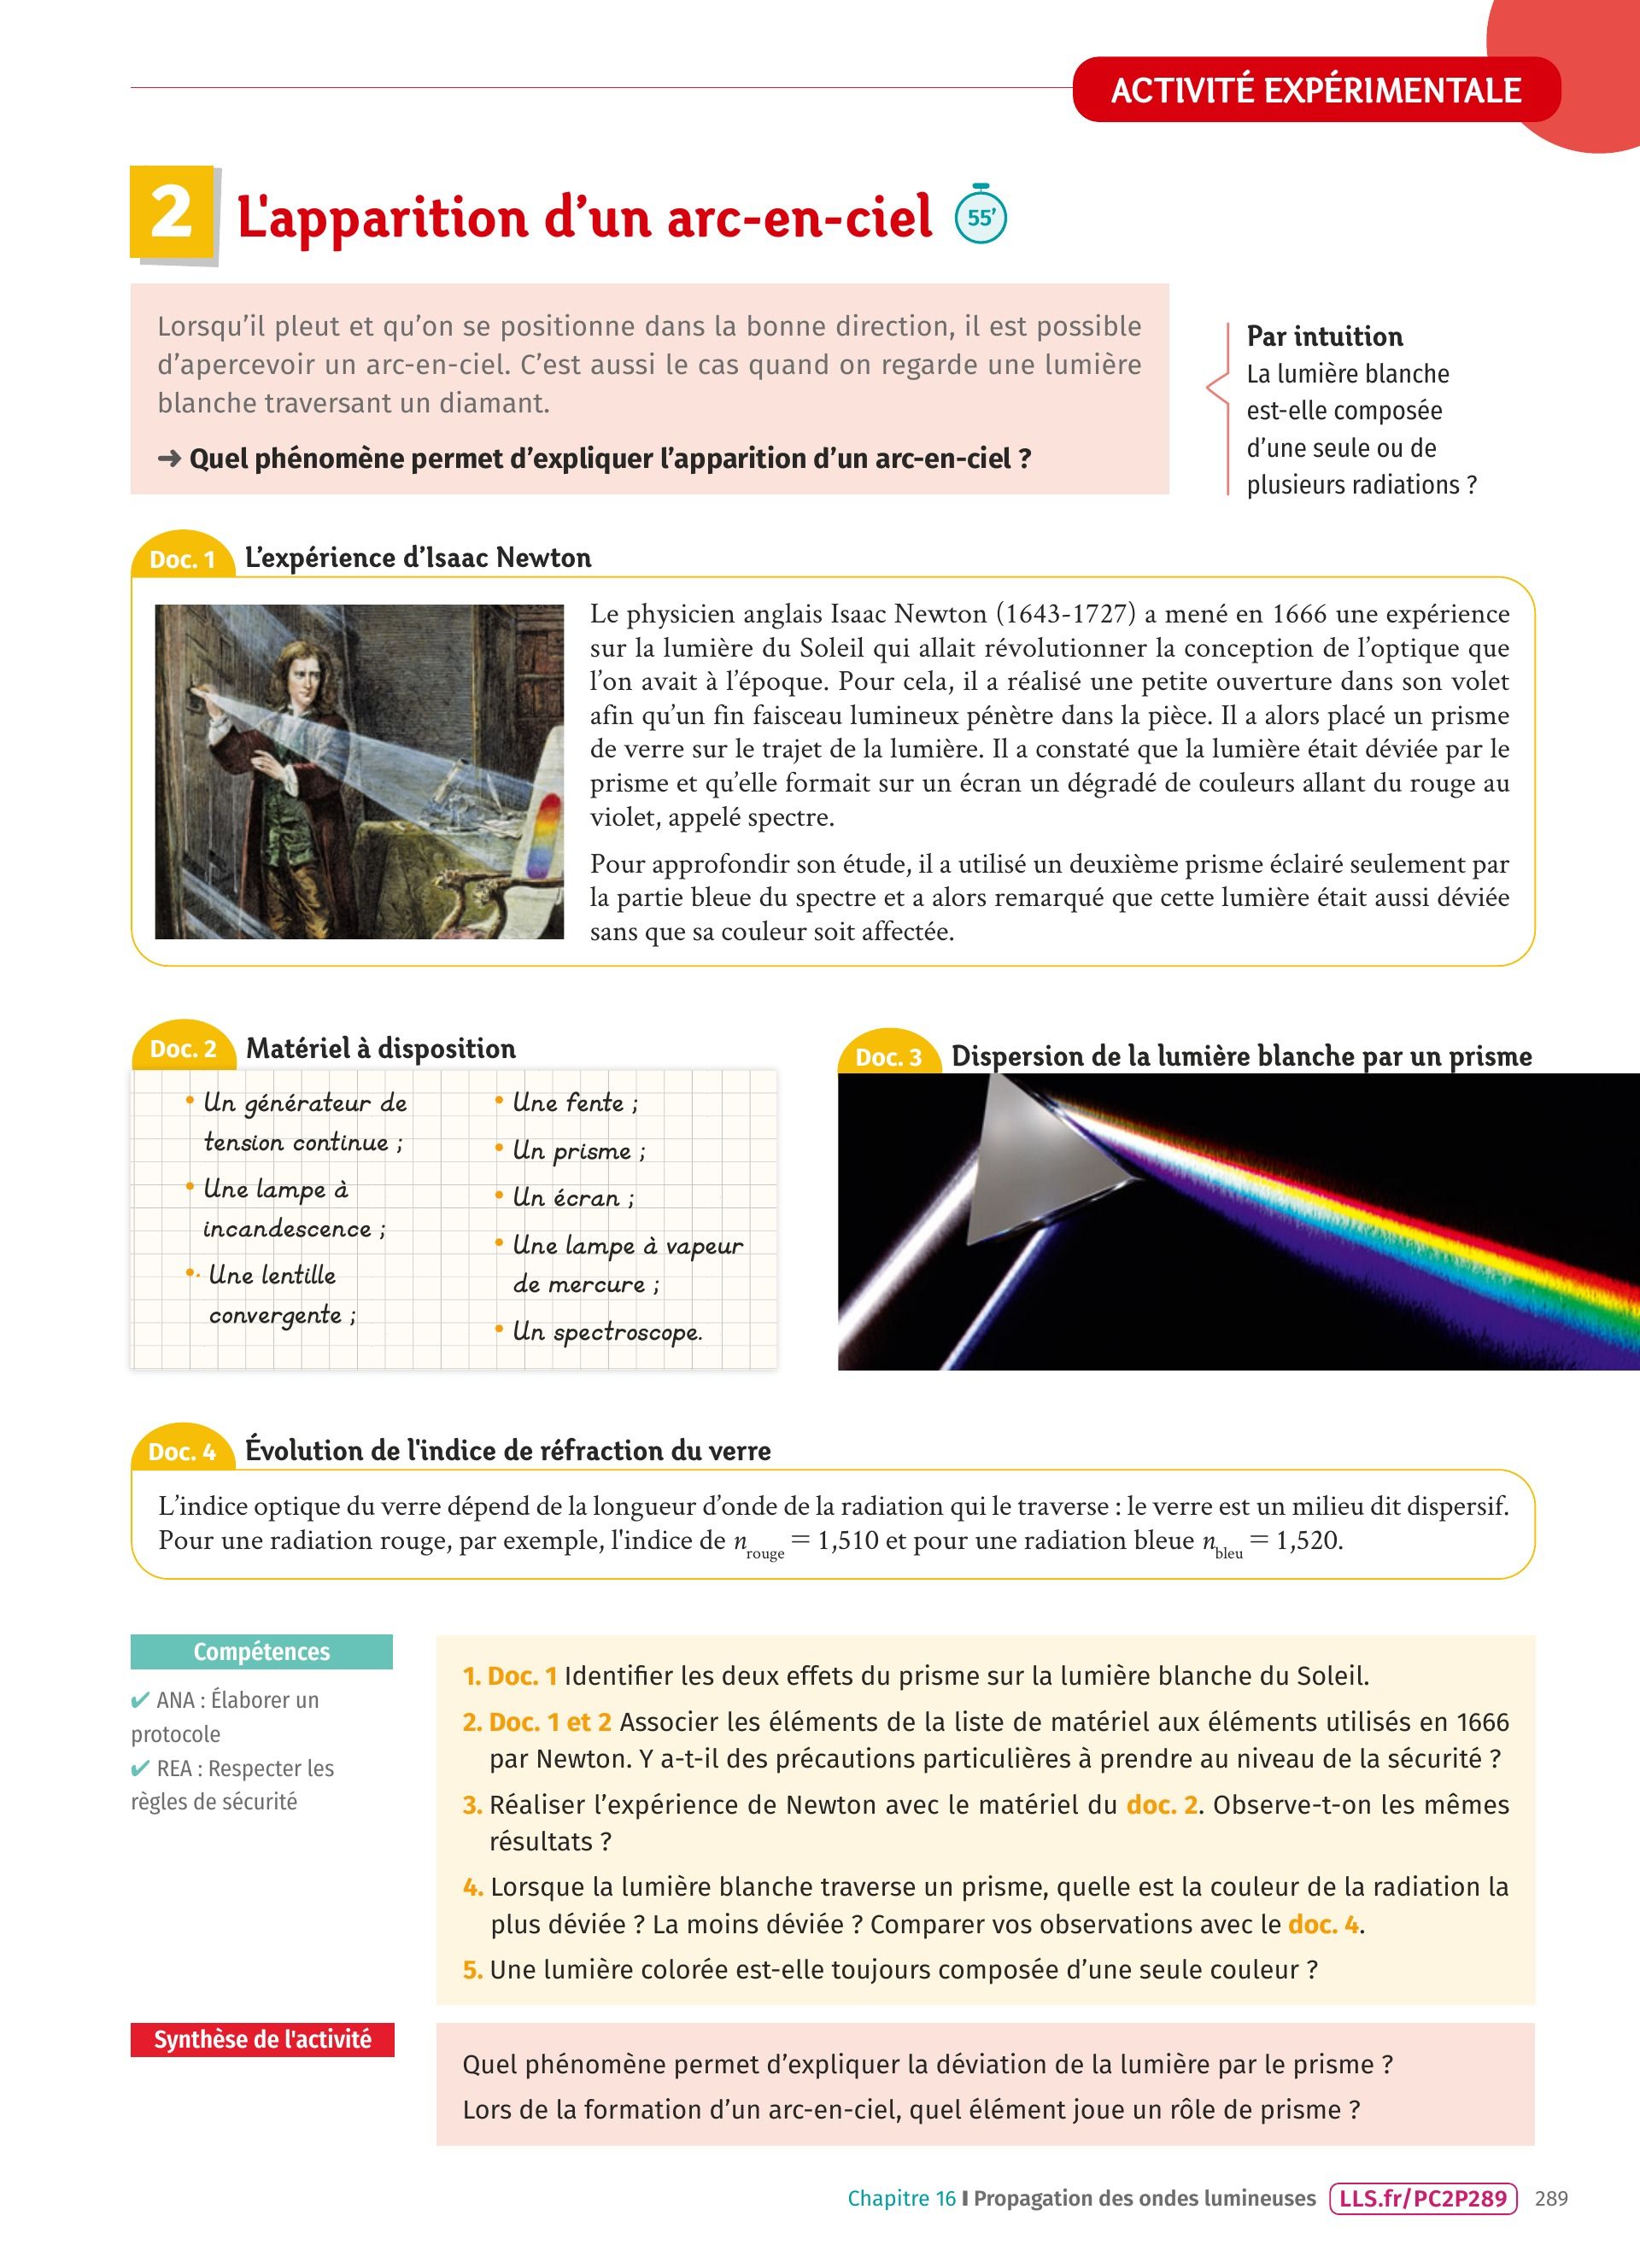 ACTIVITÉ EXPÉRIMENTALE
2 L'apparition d’un arc-en-ciel 55’
Lorsqu’il pleut et qu’on se positionne dans la bonne direction, il est possible
d’apercevoir un arc-en-ciel. C’est aussi le cas quand on regarde une lumière
blanche traversant un diamant.
➜ Quel phénomène permet d’expliquer l’apparition d’un arc-en-ciel ?
Par intuition
La lumière blanche
est-elle composée
d’une seule ou de
plusieurs radiations ?
Doc. 1 L’expérience d’Isaac Newton
Le physicien anglais Isaac Newton (1643-1727) a mené en 1666 une expérience
sur la lumière du Soleil qui allait révolutionner la conception de l’optique que
l’on avait à l’époque. Pour cela, il a réalisé une petite ouverture dans son volet
afin qu’un fin faisceau lumineux pénètre dans la pièce. Il a alors placé un prisme
de verre sur le trajet de la lumière. Il a constaté que la lumière était déviée par le
prisme et qu’elle formait sur un écran un dégradé de couleurs allant du rouge au
violet, appelé spectre.
Pour approfondir son étude, il a utilisé un deuxième prisme éclairé seulement par
la partie bleue du spectre et a alors remarqué que cette lumière était aussi déviée
sans que sa couleur soit affectée.
Doc. 2 Matériel à disposition
• Un générateur de
tension continue ;
• Une lampe à
incandescence ;
•· Une lentille
convergente ;
• Une fente ;
• Un prisme ;
• Un écran ;
• Une lampe à vapeur
de mercure ;
• Un spectroscope.
Doc. 3 Dispersion de la lumière blanche par un prisme
Doc. 4 Évolution de l'indice de réfraction du verre
L’indice optique du verre dépend de la longueur d’onde de la radiation qui le traverse : le verre est un milieu dit dispersif.
Pour une radiation rouge, par exemple, l'indice de n rouge = 1,510 et pour une radiation bleue n bleu = 1,520.
Compétences
✔ ANA : Élaborer un
protocole
✔ REA : Respecter les
règles de sécurité
1. Doc. 1 Identifier les deux effets du prisme sur la lumière blanche du Soleil.
2. Doc. 1 et 2 Associer les éléments de la liste de matériel aux éléments utilisés en 1666
par Newton. Y a-t-il des précautions particulières à prendre au niveau de la sécurité ?
3. Réaliser l’expérience de Newton avec le matériel du doc. 2. Observe-t-on les mêmes
résultats ?
4. Lorsque la lumière blanche traverse un prisme, quelle est la couleur de la radiation la
plus déviée ? La moins déviée ? Comparer vos observations avec le doc. 4.
5. Une lumière colorée est-elle toujours composée d’une seule couleur ?
Synthèse de l'activité
Quel phénomène permet d’expliquer la déviation de la lumière par le prisme ?
Lors de la formation d’un arc-en-ciel, quel élément joue un rôle de prisme ?
Chapitre 16 I Propagation des ondes lumineuses LLS.fr/PC2P289 289